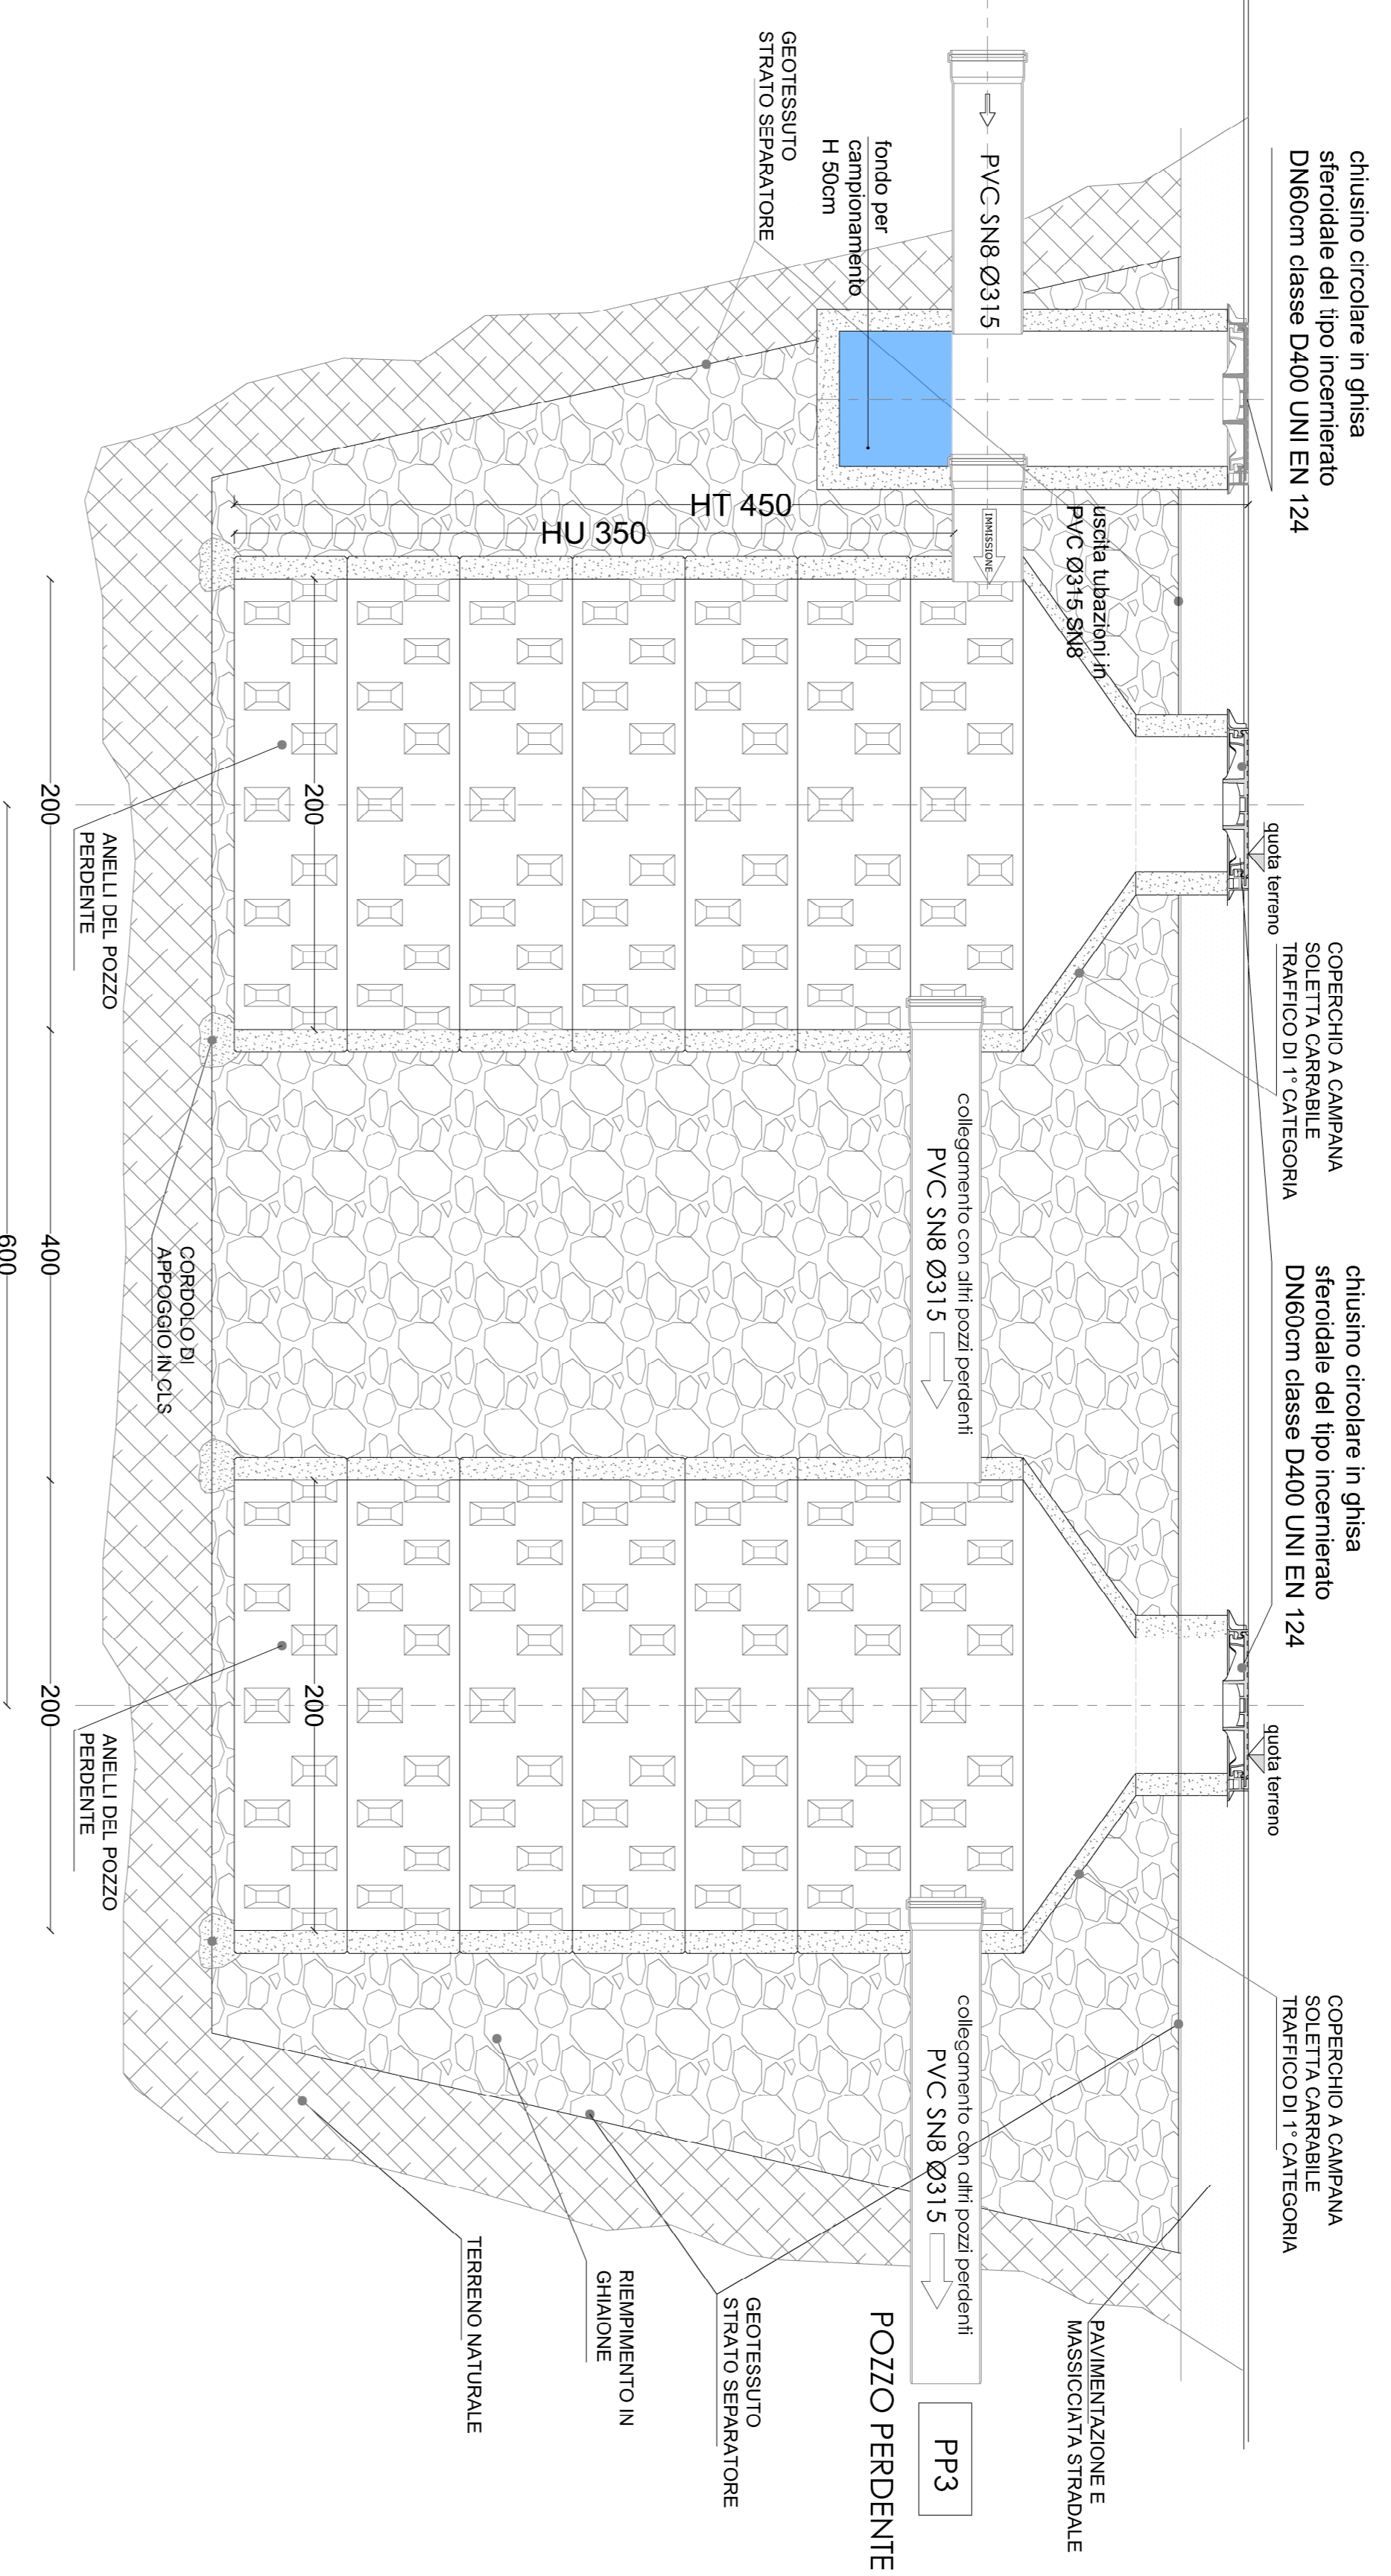 chiusino circolare in ghisa
sferoidale del tipo incernierato
DN60cm classe D400 UNI EN 124
chiusino circolare in ghisa
sferoidale del tipo incernierato
DN60cm classe D400 UNI EN 124
COPERCHIO A CAMPANA
SOLETTA CARRABILE
TRAFFICO DI 1° CATEGORIA
COPERCHIO A CAMPANA
SOLETTA CARRABILE
TRAFFICO DI 1° CATEGORIA
quota terreno
quota terreno
PAVIMENTAZIONE E
MASSICCIATA STRADALE
uscita tubazioni in
PVC Ø315 SN8
PVC SN8 Ø315
IMMISSIONE
collegamento con altri pozzi perdenti
PVC SN8 Ø315
collegamento con altri pozzi perdenti
PVC SN8 Ø315
PP3
POZZO PERDENTE
fondo per
campionamento
H 50cm
GEOTESSUTO
STRATO SEPARATORE
HT 450
HU 350
GEOTESSUTO
STRATO SEPARATORE
RIEMPIMENTO IN
GHIAIONE
TERRENO NATURALE
200
200
CORDOLO DI
APPOGGIO IN CLS
ANELLI DEL POZZO
PERDENTE
ANELLI DEL POZZO
PERDENTE
200
400
200
600